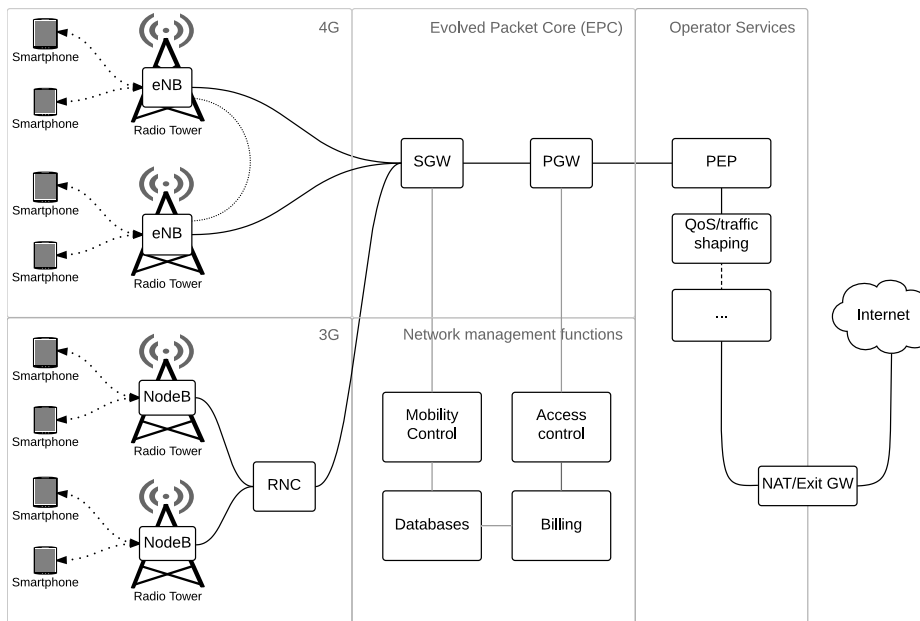 4G
Evolved Packet Core (EPC)
Operator Services
Smartphone
Smartphone
eNB
Radio Tower
Smartphone
Smartphone
eNB
Radio Tower
SGW
PGW
PEP
QoS/traffic
shaping
...
Internet
3G
Network management functions
Smartphone
Smartphone
NodeB
Radio Tower
Smartphone
Smartphone
NodeB
Radio Tower
RNC
Mobility
Control
Access
control
Databases
Billing
NAT/Exit GW